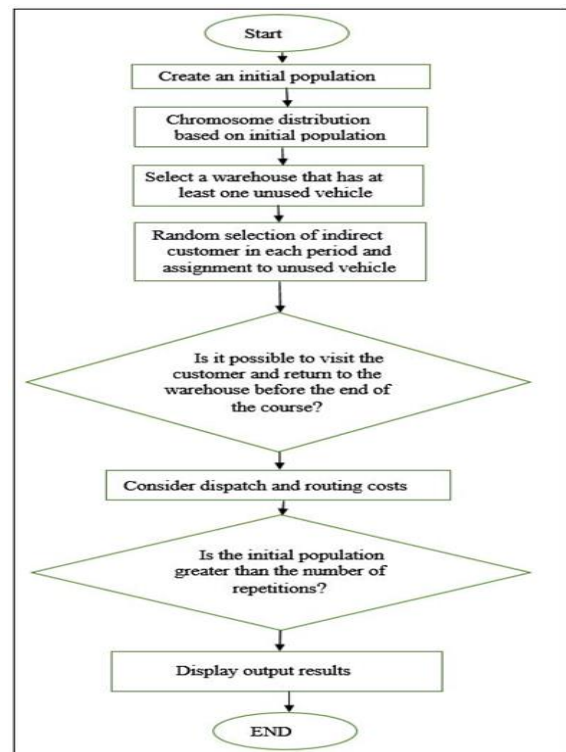 Start
Create an initial population
Chromosome distribution
based on initial population
Select a warehouse that has at
least one unused vehicle
Random selection of indirect
customer in each period and
assignment to unused vehicle
Is it possible to visit the
customer and return to the
warehouse before the end of
the course?
Consider dispatch and routing costs
Is the initial population
greater than the number of
repetitions?
Display output results
END